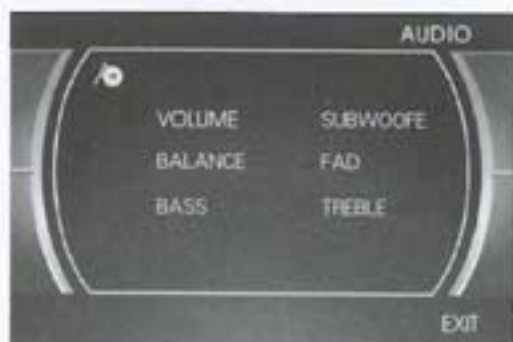 AUDIO
VOLUME SUBWOOFE
BALANCE FAD
BASS TREBLE
EXIT